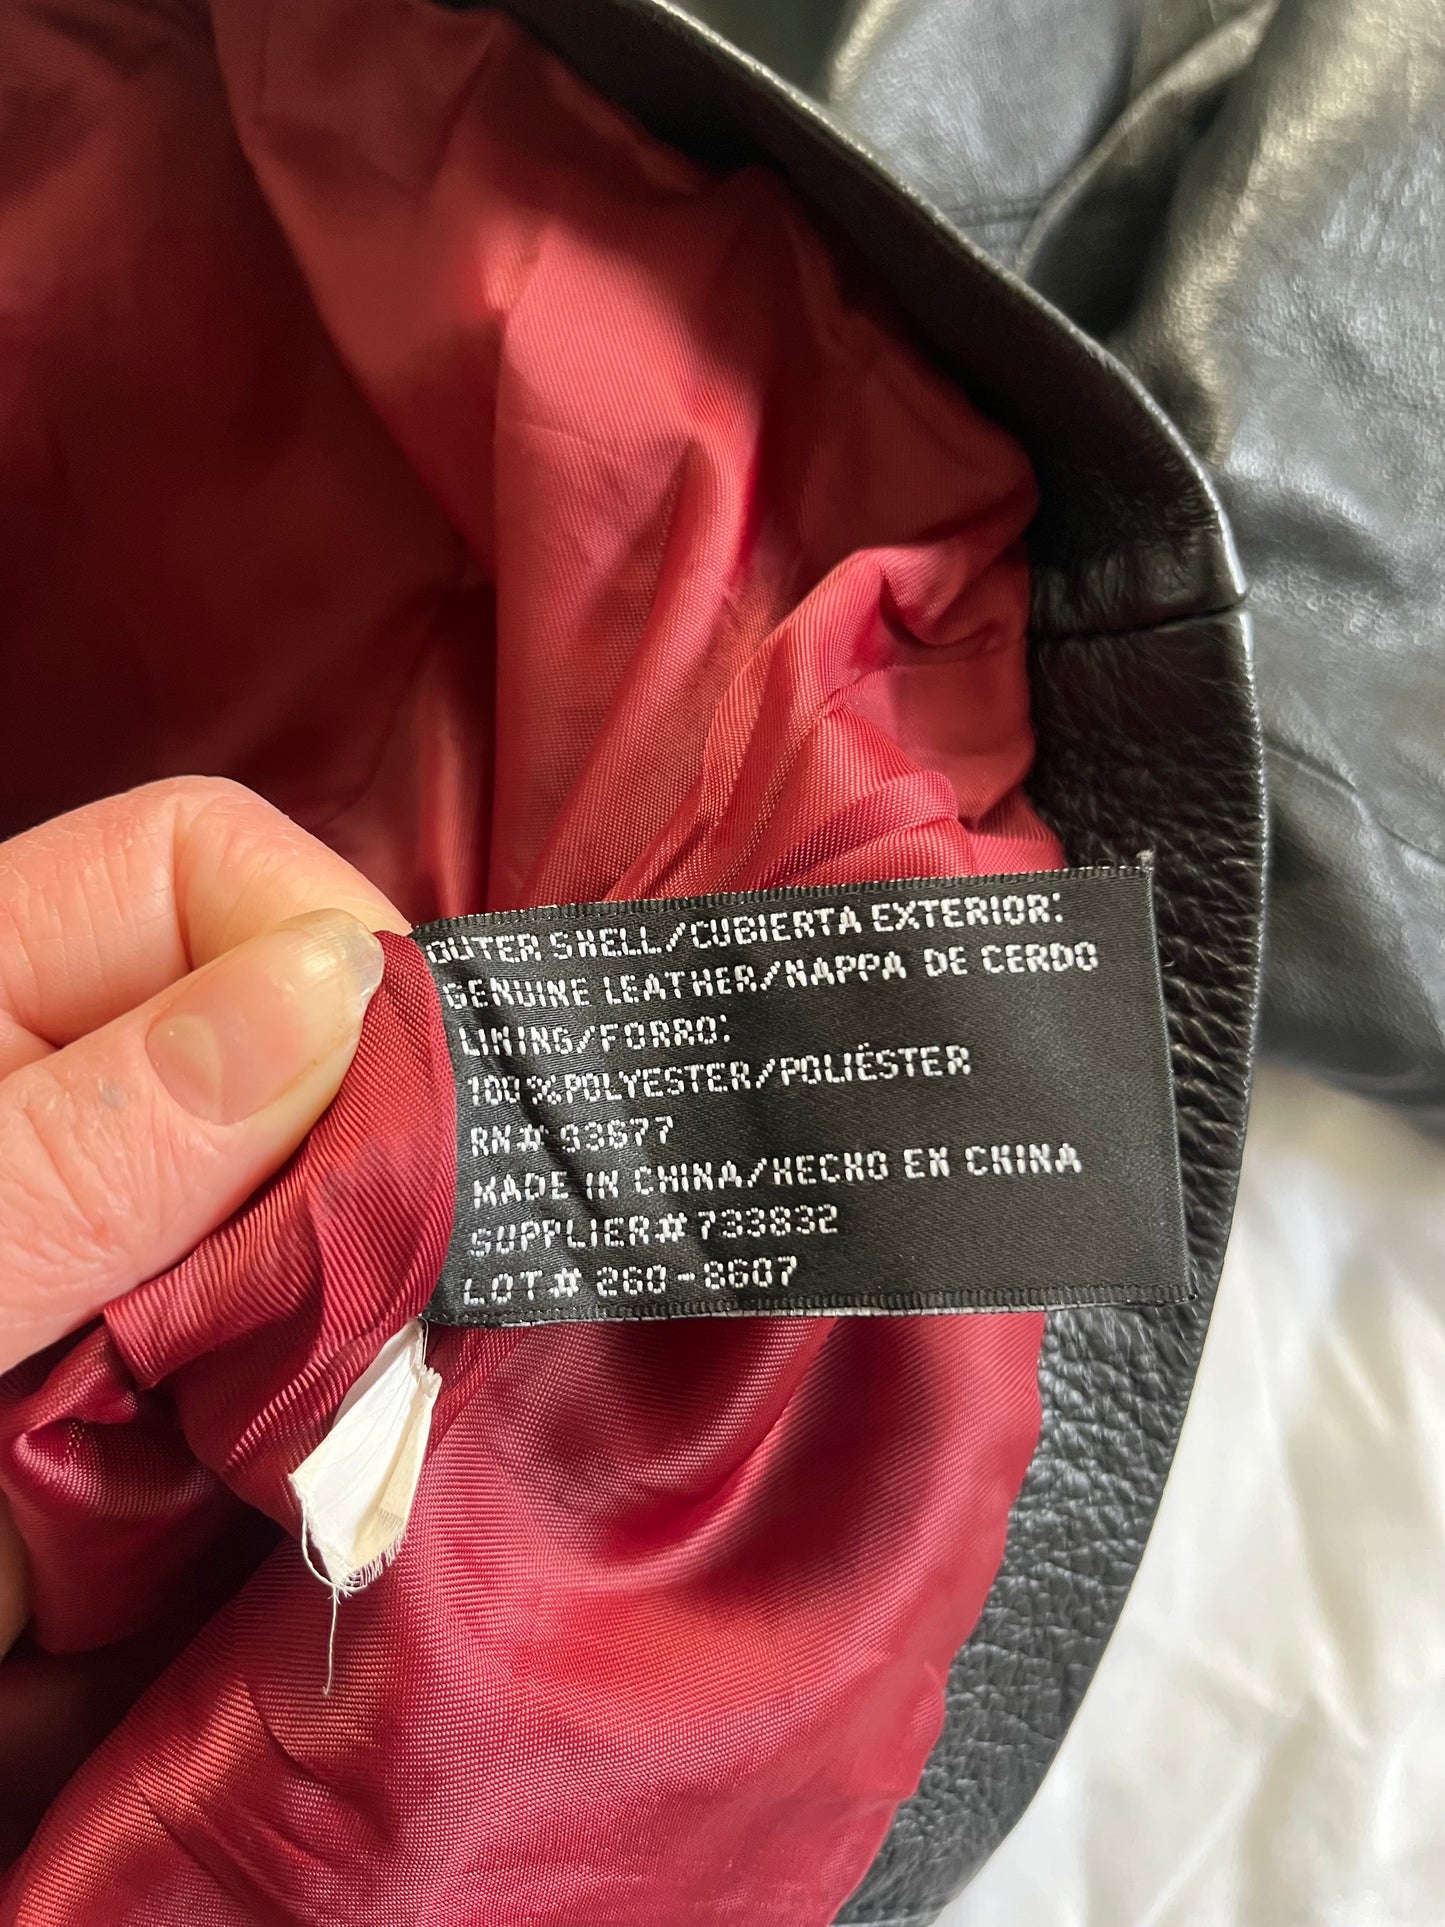 OUTER SHELL/CUBIERTA EXTERIOR:
GENUINE LEATHER/NAPPA DE CERDO
LINING/FORRO:
100%POLYESTER/POLIÉSTER
RN# 93677
MADE IN CHINA/HECHO EN CHINA
SUPPLIER# 733832
LOT# 260-8607